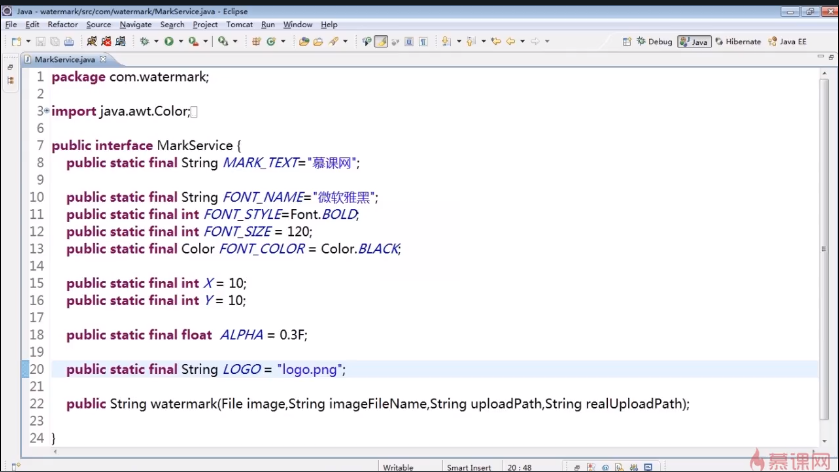 Java - watermark/src/com/watermark/MarkService.java - Eclipse
File Edit Refactor Source Navigate Search Project Tomcat Run Window Help
Debug Java Hibernate Java EE
MarkService.java
1 package com.watermark;
2
3 import java.awt.Color;
6
7 public interface MarkService {
8 public static final String MARK_TEXT="慕课网";
9
10 public static final String FONT_NAME="微软雅黑";
11 public static final int FONT_STYLE=Font.BOLD;
12 public static final int FONT_SIZE = 120;
13 public static final Color FONT_COLOR = Color.BLACK;
14
15 public static final int X = 10;
16 public static final int Y = 10;
17
18 public static final float ALPHA = 0.3F;
19
20 public static final String LOGO = "logo.png";
21
22 public String watermark(File image,String imageFileName,String uploadPath,String realUploadPath);
23
24 }
Writable Smart Insert 20 : 48
慕课网